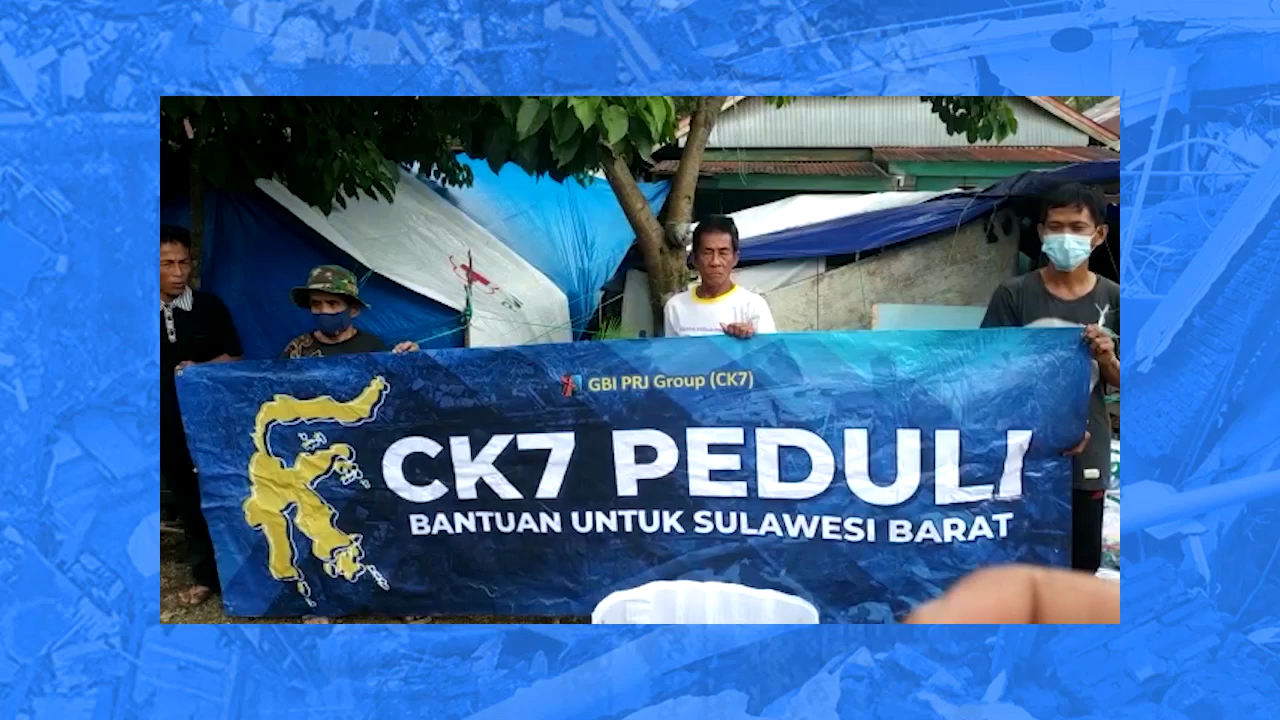 GBI PRJ Group (CK7)
CK7 PEDULI
BANTUAN UNTUK SULAWESI BARAT